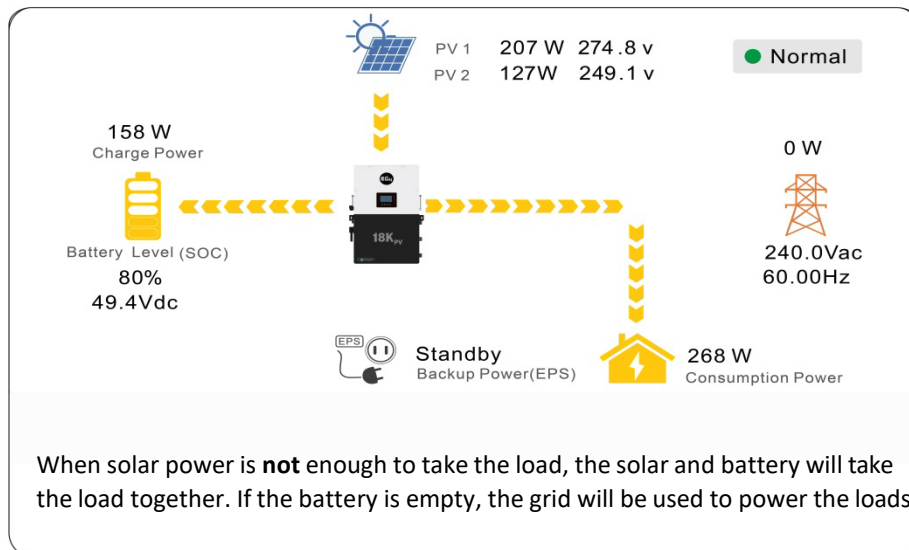 PV 1 207 W 274.8 v
PV 2 127W 249.1 v
Normal
158 W
Charge Power
Battery Level (SOC)
80%
49.4Vdc
EG4
18KPV
0 W
240.0Vac
60.00Hz
EPS
Standby
Backup Power(EPS)
268 W
Consumption Power
When solar power is not enough to take the load, the solar and battery will take
the load together. If the battery is empty, the grid will be used to power the loads